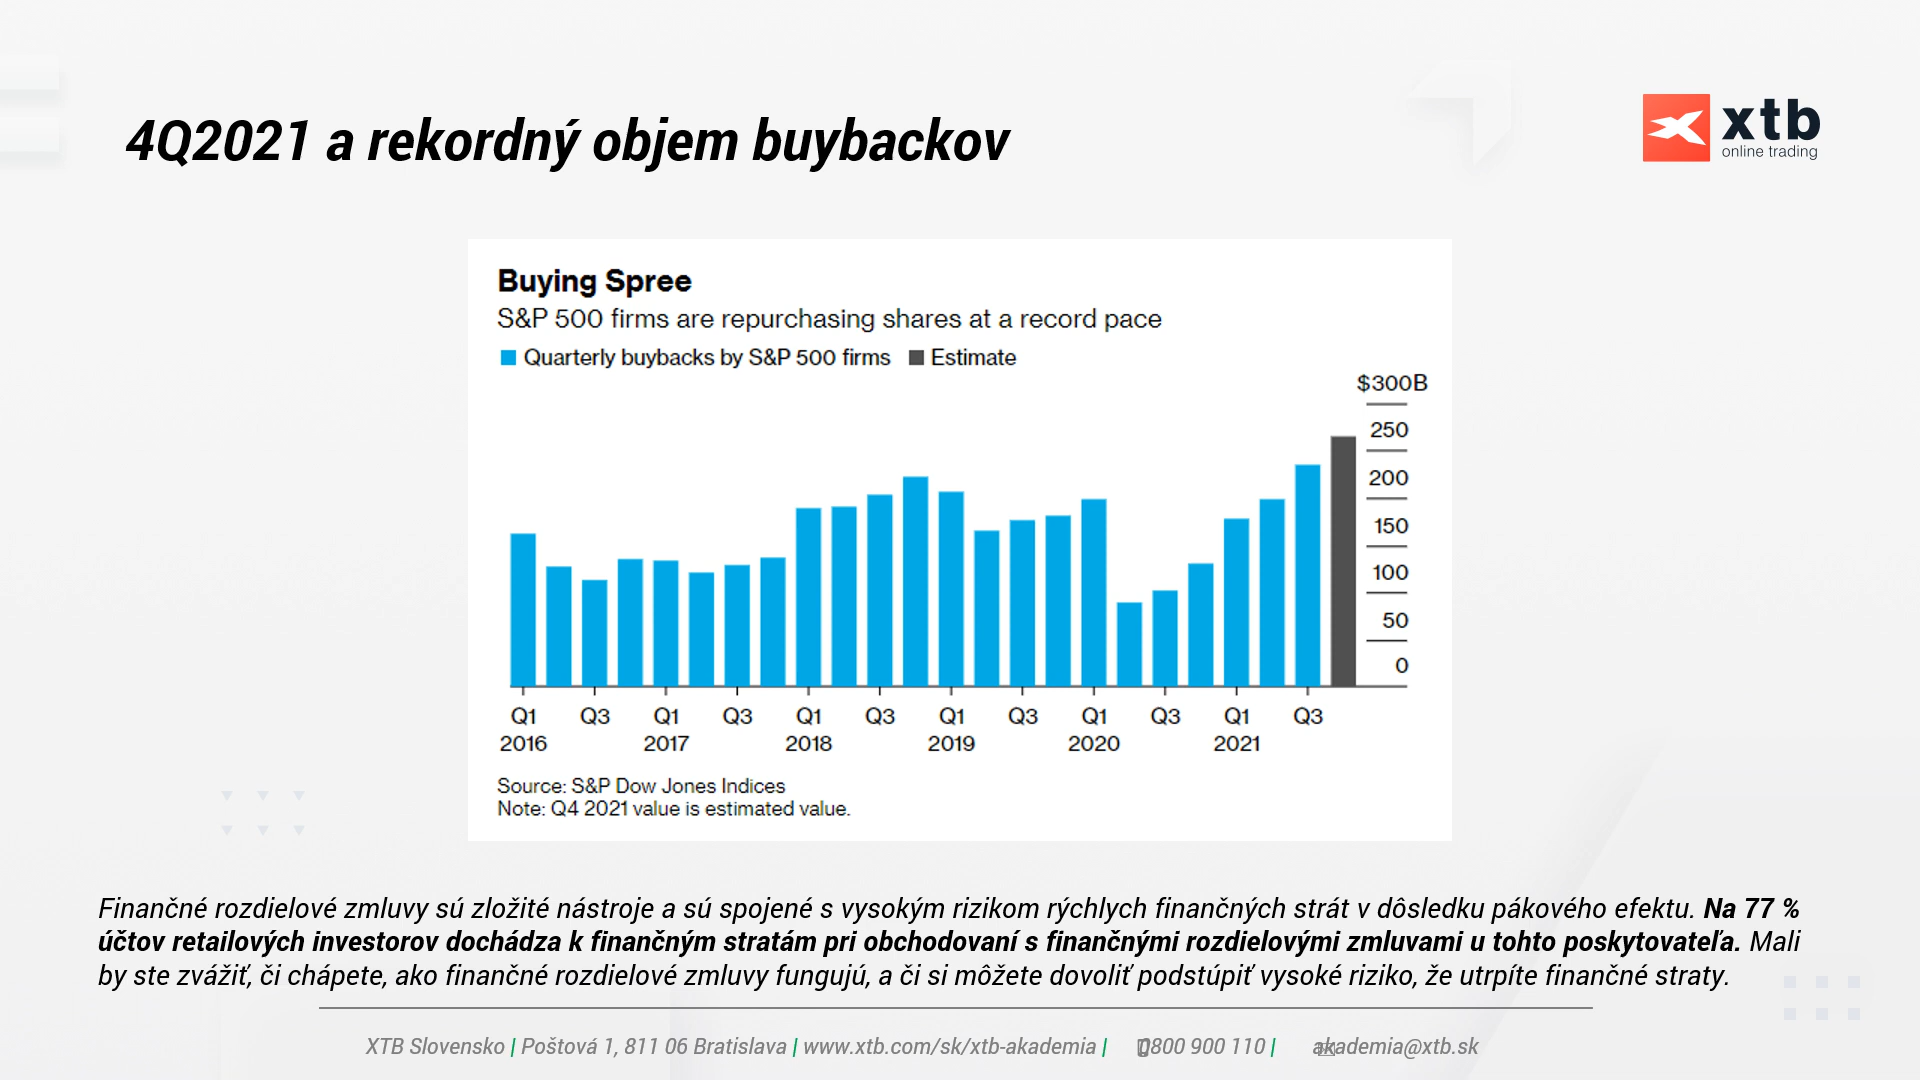 4Q2021 a rekordný objem buybackov
xtb
online trading
Buying Spree
S&P 500 firms are repurchasing shares at a record pace
Quarterly buybacks by S&P 500 firms Estimate
$300B
250
200
150
100
50
0
Q1 Q3 Q1 Q3 Q1 Q3 Q1 Q3 Q1 Q3 Q1 Q3
2016 2017 2018 2019 2020 2021
Source: S&P Dow Jones Indices
Note: Q4 2021 value is estimated value.
Finančné rozdielové zmluvy sú zložité nástroje a sú spojené s vysokým rizikom rýchlych finančných strát v dôsledku pákového efektu. Na 77 %
účtov retailových investorov dochádza k finančným stratám pri obchodovaní s finančnými rozdielovými zmluvami u tohto poskytovateľa. Mali
by ste zvážiť, či chápete, ako finančné rozdielové zmluvy fungujú, a či si môžete dovoliť podstúpiť vysoké riziko, že utrpíte finančné straty.
XTB Slovensko | Poštová 1, 811 06 Bratislava | www.xtb.com/sk/xtb-akademia | 0800 900 110 | akademia@xtb.sk